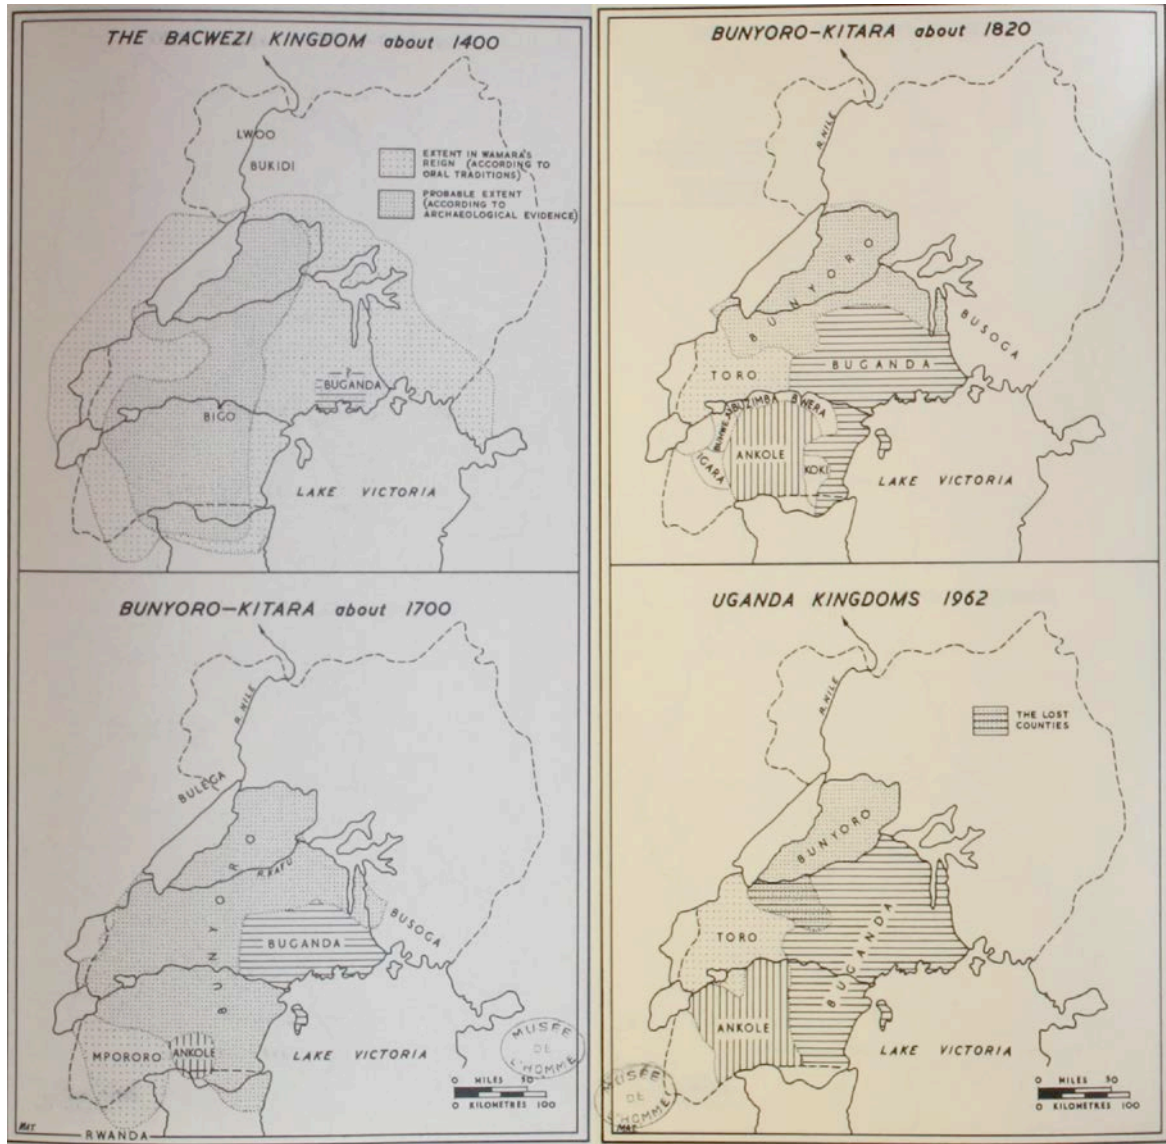 THE BACWEZI KINGDOM about 1400
LWOO
BUKIDI
EXTENT IN WAMARA'S
REIGN (ACCORDING TO
ORAL TRADITIONS)
PROBABLE EXTENT
(ACCORDING TO
ARCHAEOLOGICAL EVIDENCE)
?
BUGANDA
BIGO
LAKE VICTORIA
BUNYORO-KITARA about 1820
R. NILE
BUNYORO
BUSOGA
BUGANDA
TORO
BUZIMBA
BWERA
ANKOLE
IGARA
KOKI
LAKE VICTORIA
BUNYORO-KITARA about 1700
R. NILE
BULEGA
BUNYORO
R. KAFU
BUSOGA
BUGANDA
MPORORO
ANKOLE
LAKE VICTORIA
RWANDA
0 MILES 50
0 KILOMETRES 100
MUSÉE
DE
L'HOMME
UGANDA KINGDOMS 1962
R. NILE
THE LOST
COUNTIES
BUNYORO
TORO
BUGANDA
ANKOLE
LAKE VICTORIA
0 MILES 50
0 KILOMETRES 100
MUSÉE
DE
L'HOMME